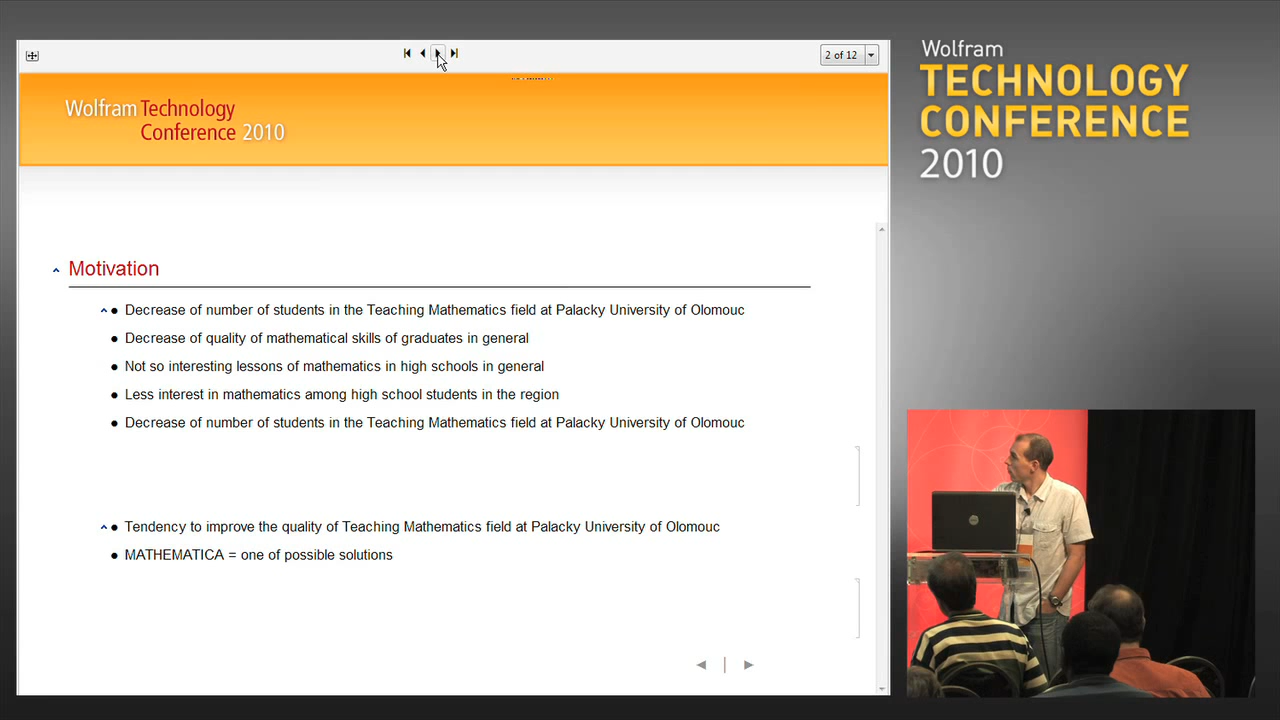 2 of 12
Wolfram Technology
Conference 2010
Wolfram
TECHNOLOGY
CONFERENCE
2010
Motivation
Decrease of number of students in the Teaching Mathematics field at Palacky University of Olomouc
Decrease of quality of mathematical skills of graduates in general
Not so interesting lessons of mathematics in high schools in general
Less interest in mathematics among high school students in the region
Decrease of number of students in the Teaching Mathematics field at Palacky University of Olomouc
Tendency to improve the quality of Teaching Mathematics field at Palacky University of Olomouc
MATHEMATICA = one of possible solutions